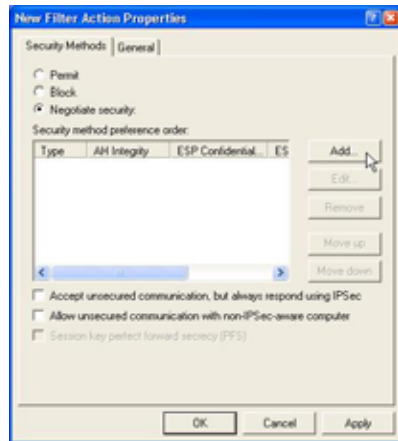 New Filter Action Properties
Security Methods General
Permit
Block
Negotiate security:
Security method preference order:
Type AH Integrity ESP Confidential... ES
Add...
Edit...
Remove
Move up
Move down
Accept unsecured communication, but always respond using IPSec
Allow unsecured communication with non-IPSec-aware computer
Session key perfect forward secrecy (PFS)
OK Cancel Apply